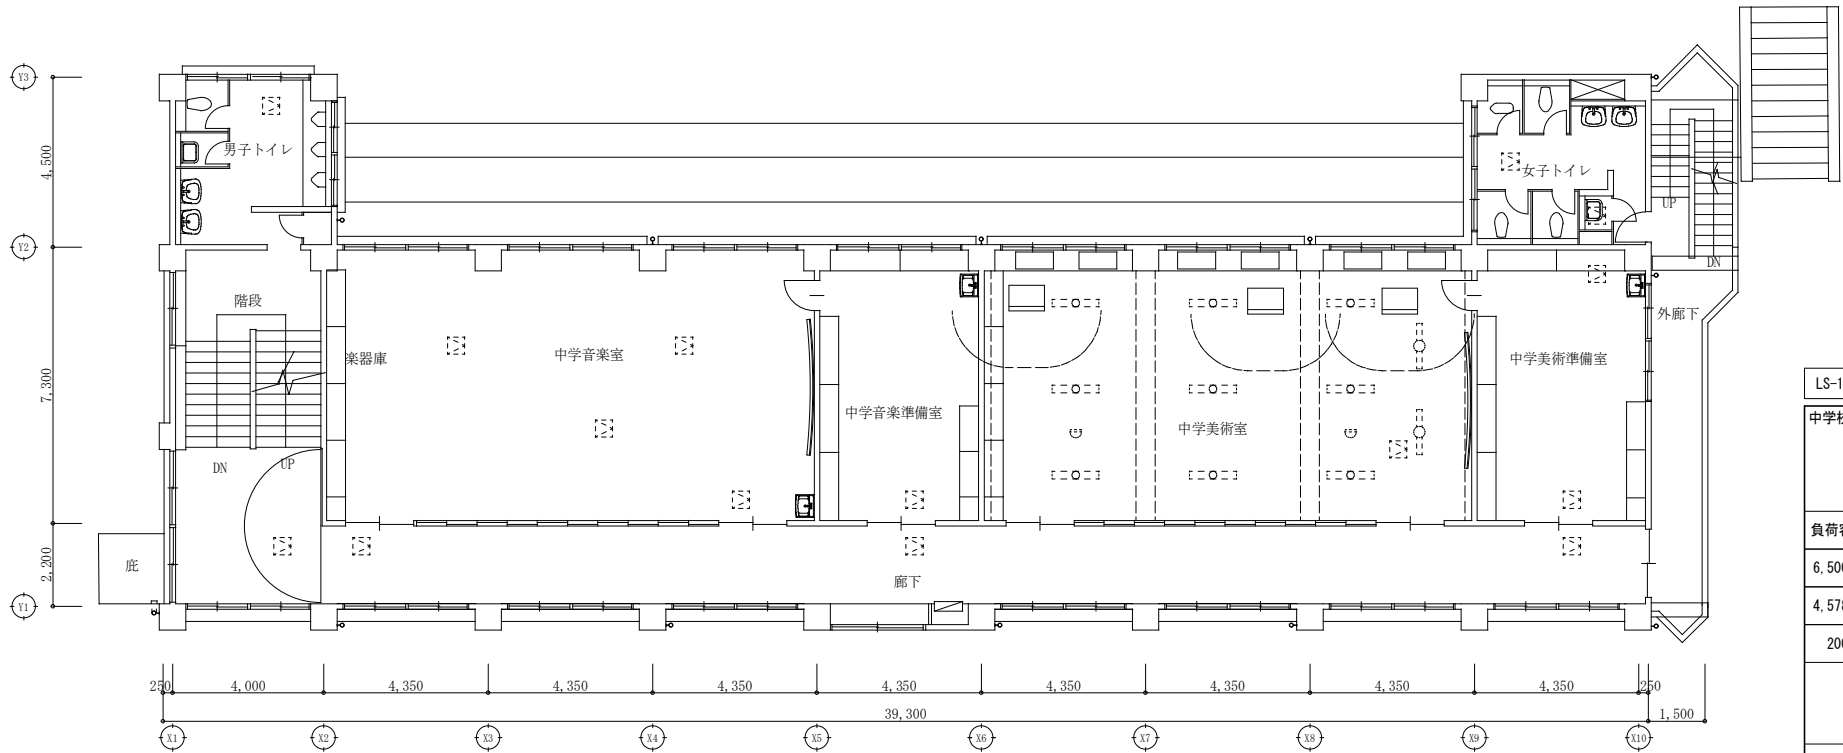 Y3
4,500
男子トイレ
女子トイレ
UP
Y2
DN
階段
外廊下
楽器庫
中学音楽室
中学美術準備室
7,300
LS-1
中学音楽準備室
中学美術室
DN
UP
負荷
6,50
4,578
200
2,200
庇
廊下
Y1
250
4,000
4,350
4,350
4,350
4,350
4,350
4,350
4,350
4,350
250
39,300
1,500
X1
X2
X3
X4
X5
X6
X7
X8
X9
X10